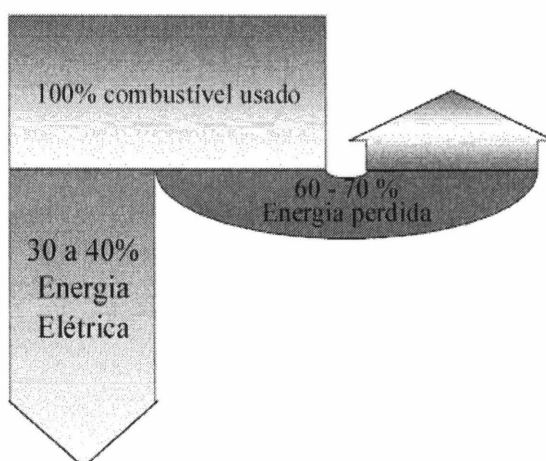 100% combustível usado
60 - 70 %
Energia perdida
30 a 40%
Energia
Elétrica